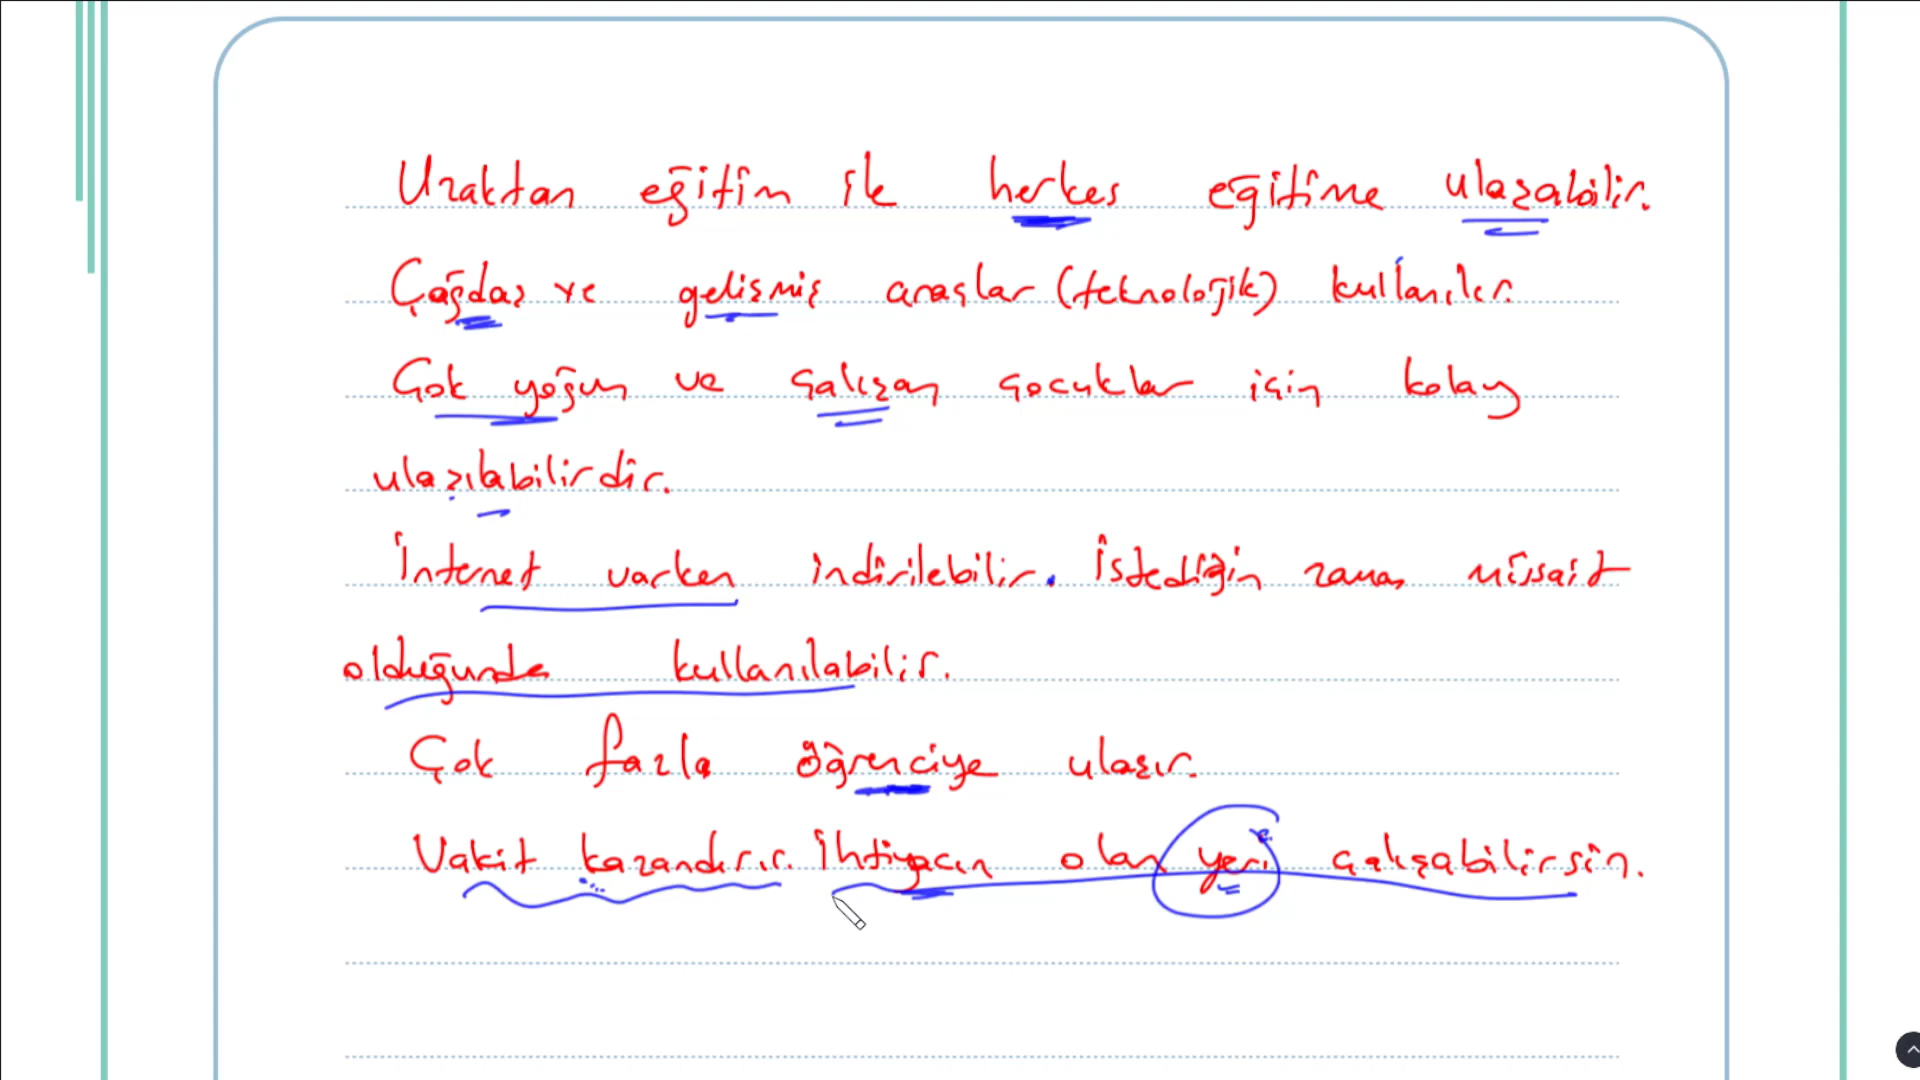 Uzaktan eğitim ile herkes eğitime ulaşabilir.
Çağdaş ve gelişmiş araçlar (teknolojik) kullanılır.
Çok yoğun ve çalışan çocuklar için kolay
ulaşılabilirdir.
İnternet varken indirilebilir. İstediğin zaman müsait
olduğunda kullanılabilir.
Çok fazla öğrenciye ulaşır.
Vakit kazandırır. İhtiyacın olan yeri çalışabilirsin.